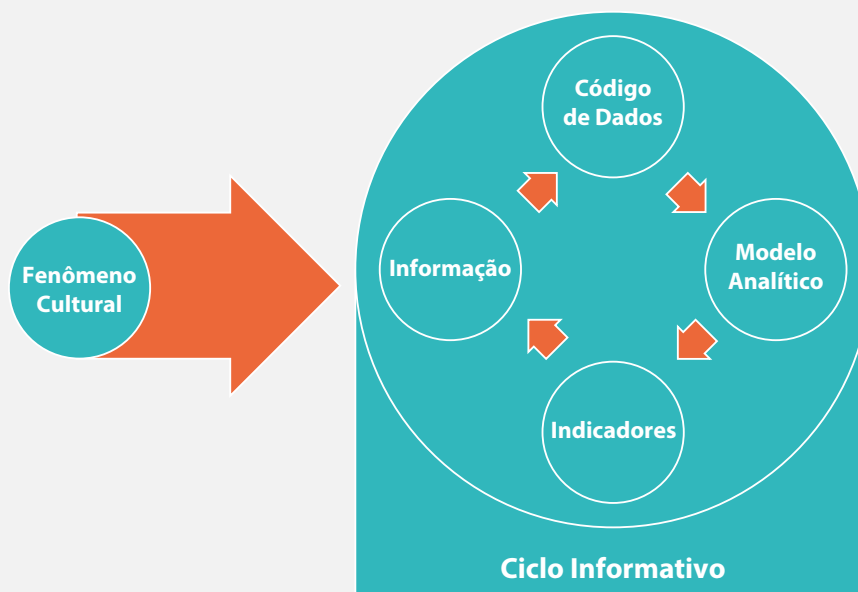 Fenômeno
Cultural
Código
de Dados
Informação
Modelo
Analítico
Indicadores
Ciclo Informativo